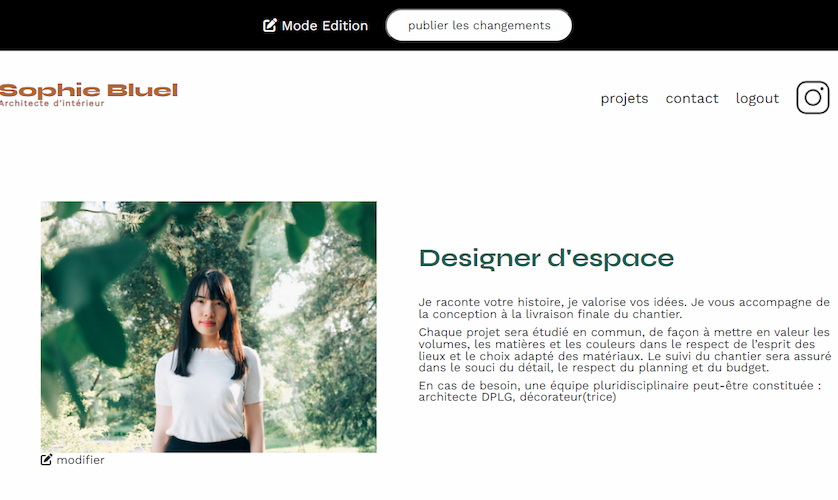 Mode Edition publier les changements
Sophie Bluel
Architecte d'intérieur
projets contact logout
Designer d'espace
Je raconte votre histoire, je valorise vos idées. Je vous accompagne de
la conception à la livraison finale du chantier.
Chaque projet sera étudié en commun, de façon à mettre en valeur les
volumes, les matières et les couleurs dans le respect de l'esprit des
lieux et le choix adapté des matériaux. Le suivi du chantier sera assuré
dans le souci du détail, le respect du planning et du budget.
En cas de besoin, une équipe pluridisciplinaire peut-être constituée :
architecte DPLG, décorateur(trice)
modifier